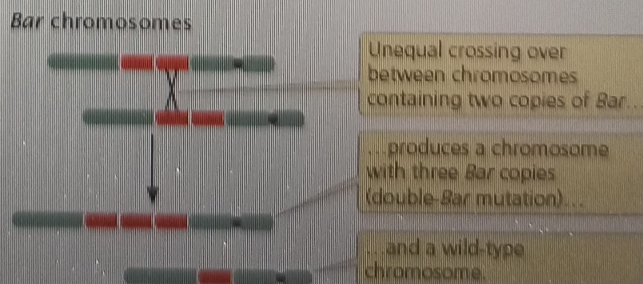 Bar chromosomes
Unequal crossing over
between chromosomes
containing two copies of Bar…
…produces a chromosome
with three Bar copies
(double-Bar mutation)…
…and a wild-type
chromosome.